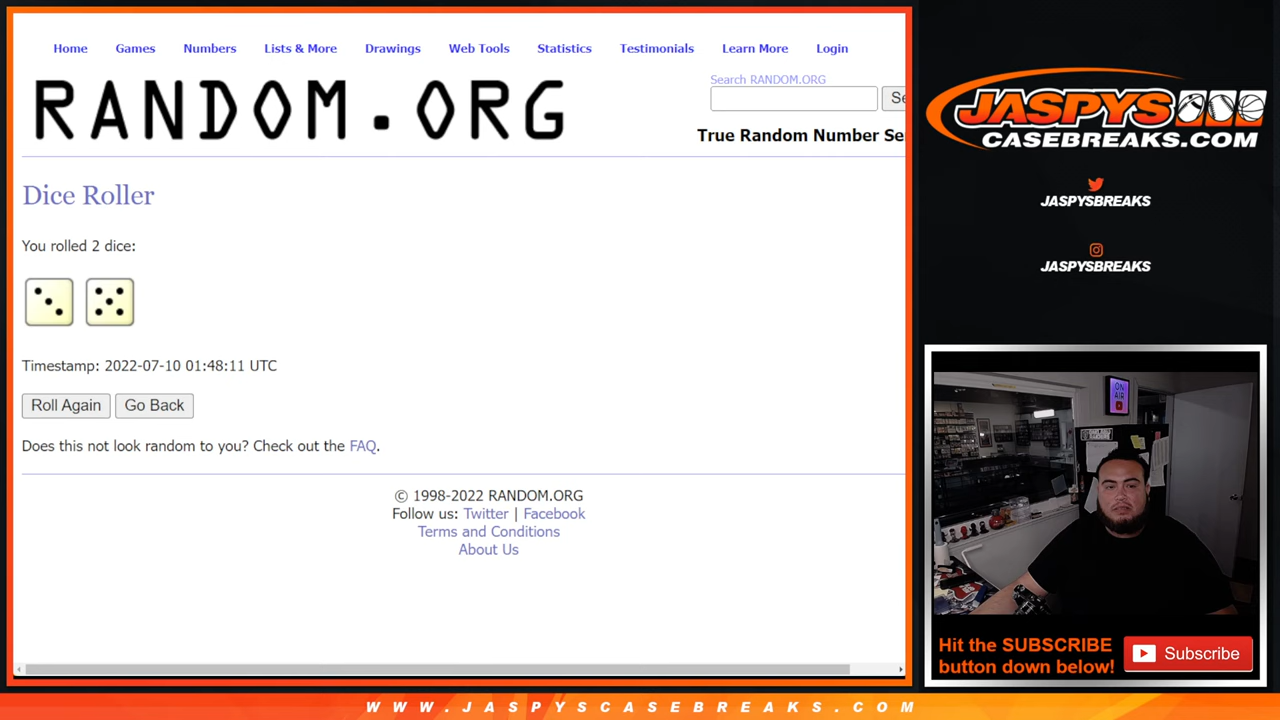 Home Games Numbers Lists & More Drawings Web Tools Statistics Testimonials Learn More Login
RANDOM.ORG
Search RANDOM.ORG
Se
True Random Number Se
Dice Roller
You rolled 2 dice:
Timestamp: 2022-07-10 01:48:11 UTC
Roll Again Go Back
Does this not look random to you? Check out the FAQ.
© 1998-2022 RANDOM.ORG
Follow us: Twitter | Facebook
Terms and Conditions
About Us
JASPYS
CASEBREAKS.COM
JASPYSBREAKS
JASPYSBREAKS
ON
AIR
Hit the SUBSCRIBE
button down below!
Subscribe
WWW.JASPYSCASEBREAKS.COM